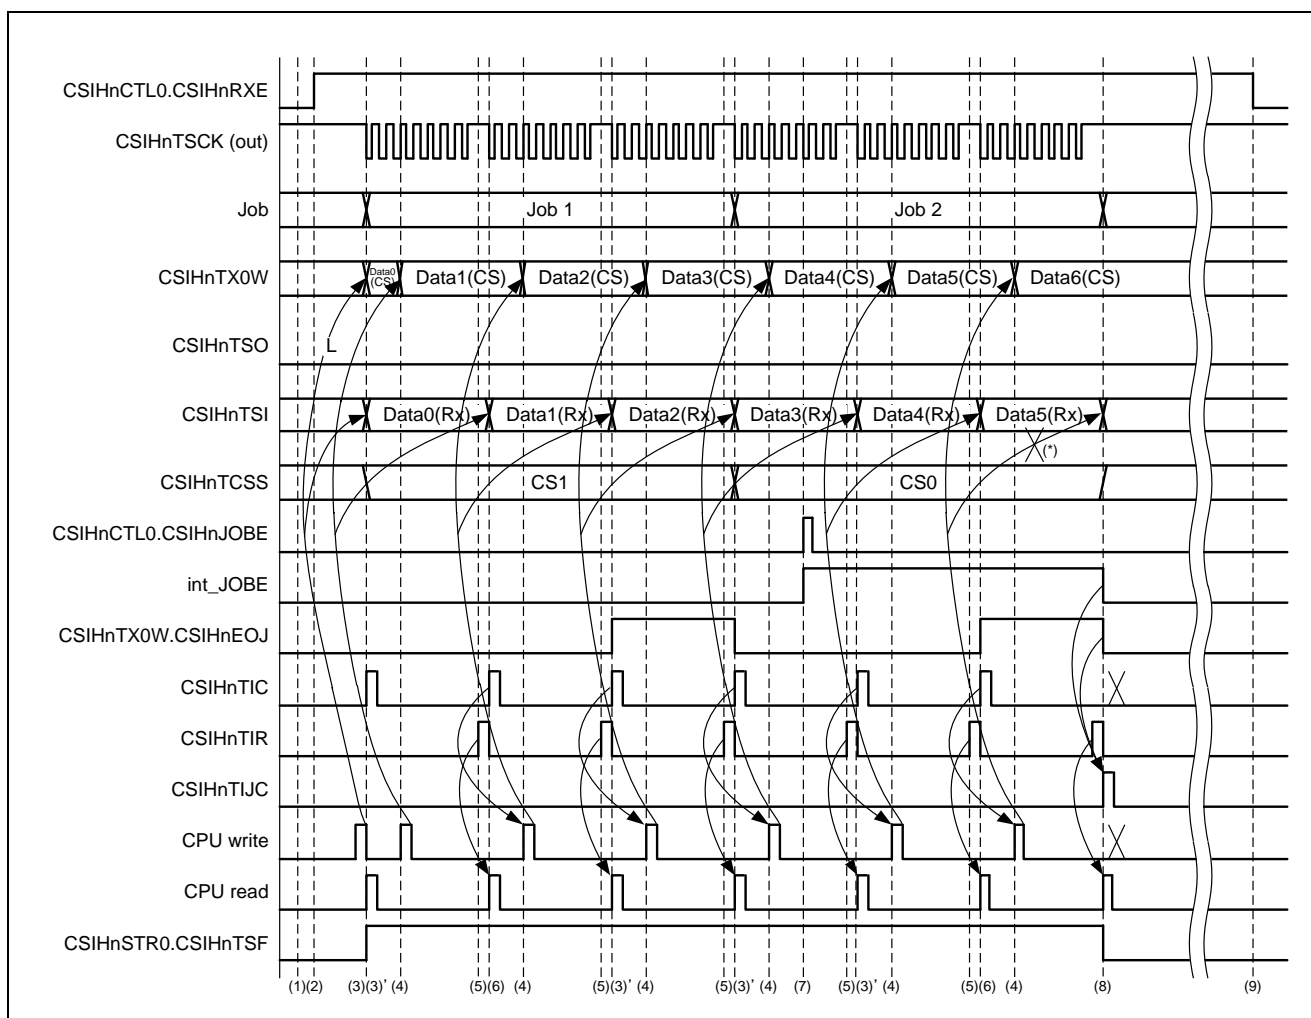 CSIHnCTL0.CSIHnRXE
CSIHnTSCK (out)
Job Job 1 Job 2
CSIHnTX0W Data0 (CS) Data1(CS) Data2(CS) Data3(CS) Data4(CS) Data5(CS) Data6(CS)
CSIHnTSO L
CSIHnTSI Data0(Rx) Data1(Rx) Data2(Rx) Data3(Rx) Data4(Rx) Data5(Rx)
(*)
CSIHnTCSS CS1 CS0
CSIHnCTL0.CSIHnJOBE
int_JOBE
CSIHnTX0W.CSIHnEOJ
CSIHnTIC
CSIHnTIR
CSIHnTIJC
CPU write
CPU read
CSIHnSTR0.CSIHnTSF
(1)(2) (3)(3)' (4) (5)(6) (4) (5)(3)' (4) (5)(3)' (4) (7) (5)(3)' (4) (5)(6) (4) (8) (9)